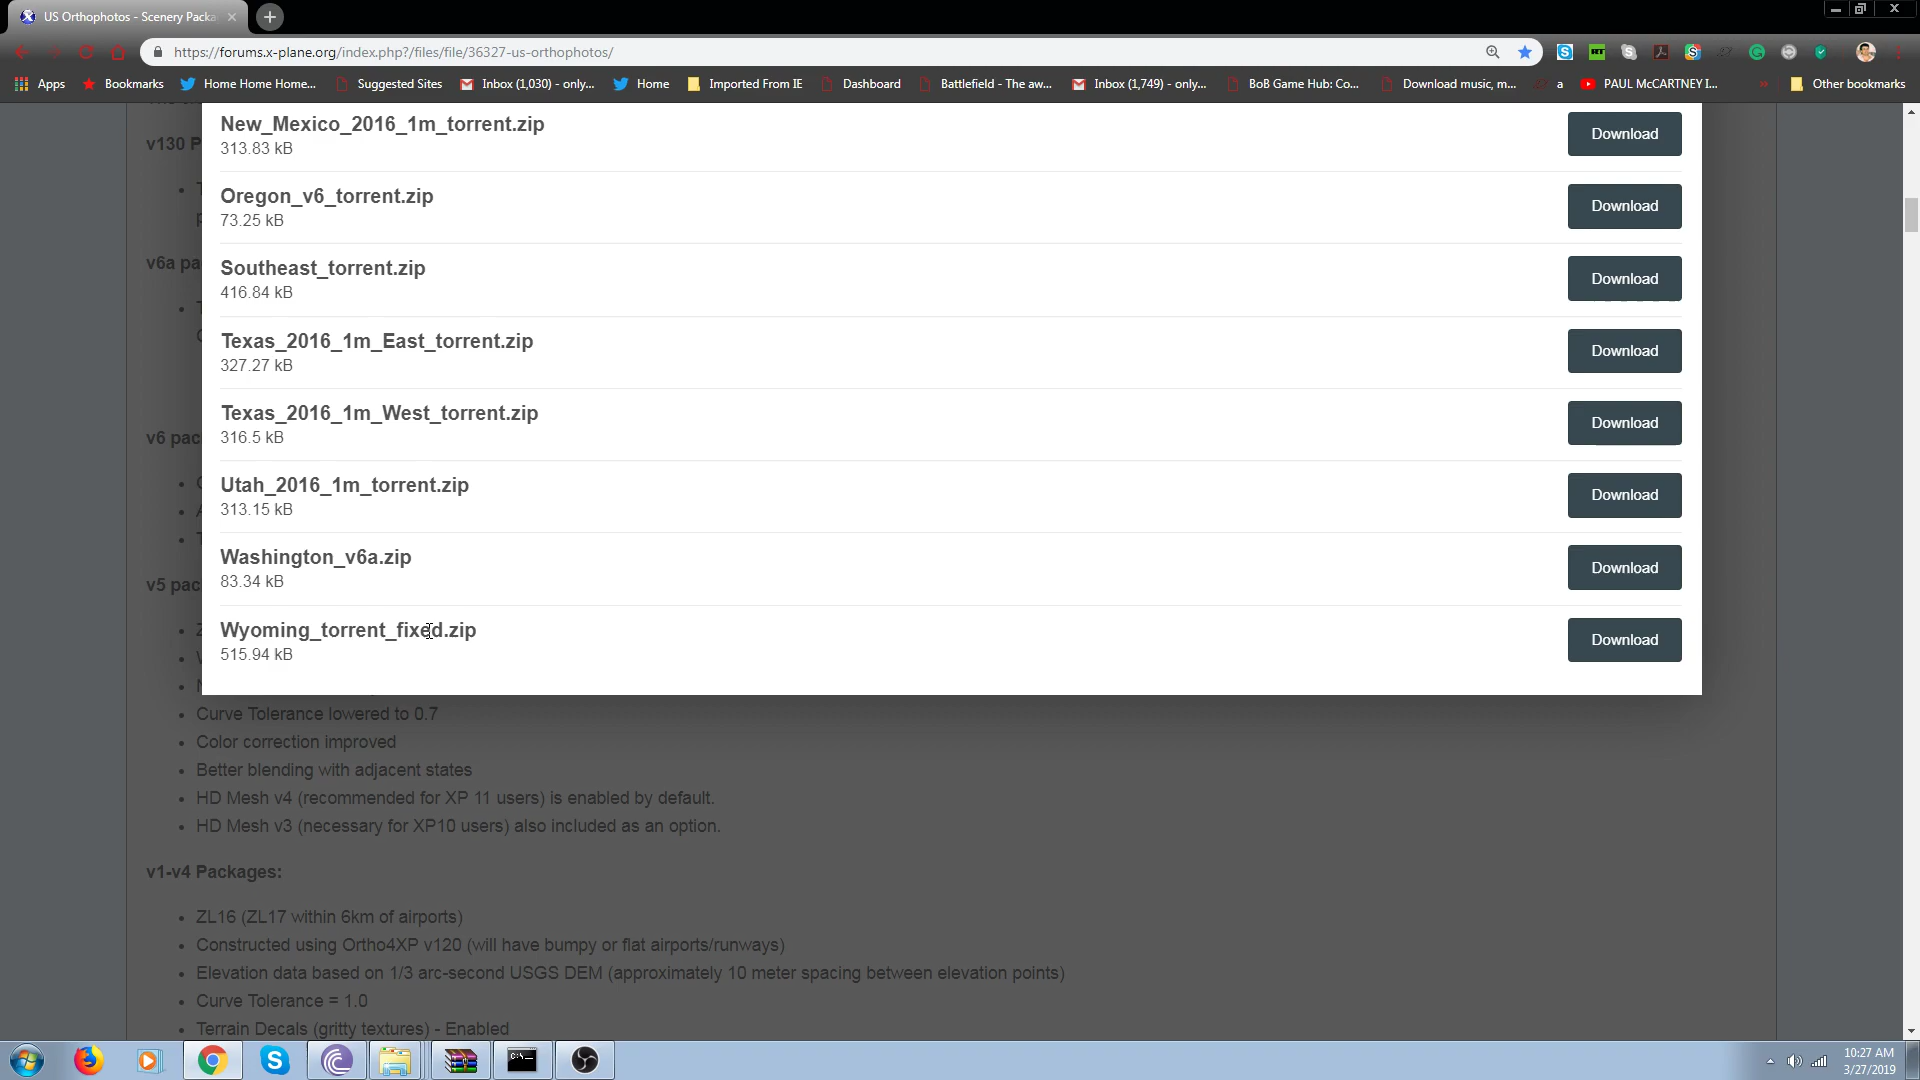 US Orthophotos - Scenery Packa
https://forums.x-plane.org/index.php?/files/file/36327-us-orthophotos/
Apps
Bookmarks
Home Home Home...
Suggested Sites
Inbox (1,030) - only...
Home
Imported From IE
Dashboard
Battlefield - The aw...
Inbox (1,749) - only...
BoB Game Hub: Co...
Download music, m...
a
PAUL McCARTNEY I...
»
Other bookmarks
New_Mexico_2016_1m_torrent.zip
313.83 kB
Download
v130 P
Oregon_v6_torrent.zip
73.25 kB
Download
v6a pa
Southeast_torrent.zip
416.84 kB
Download
Texas_2016_1m_East_torrent.zip
327.27 kB
Download
Texas_2016_1m_West_torrent.zip
316.5 kB
Download
v6 pac
Utah_2016_1m_torrent.zip
313.15 kB
Download
Washington_v6a.zip
83.34 kB
Download
v5 pac
Wyoming_torrent_fixed.zip
515.94 kB
Download
• Curve Tolerance lowered to 0.7
• Color correction improved
• Better blending with adjacent states
• HD Mesh v4 (recommended for XP 11 users) is enabled by default.
• HD Mesh v3 (necessary for XP10 users) also included as an option.
v1-v4 Packages:
• ZL16 (ZL17 within 6km of airports)
• Constructed using Ortho4XP v120 (will have bumpy or flat airports/runways)
• Elevation data based on 1/3 arc-second USGS DEM (approximately 10 meter spacing between elevation points)
• Curve Tolerance = 1.0
• Terrain Decals (gritty textures) - Enabled
10:27 AM
3/27/2019